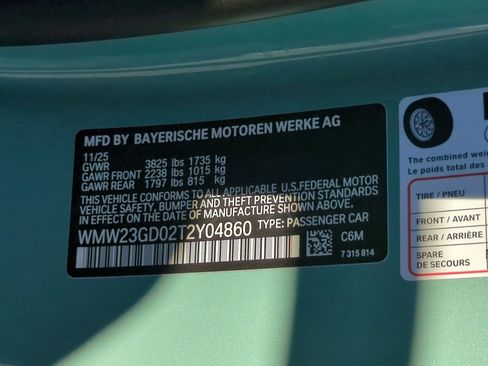 MFD BY BAYERISCHE MOTOREN WERKE AG
11/25
GVWR 3825 lbs 1735 kg
GAWR FRONT 2238 lbs 1015 kg
GAWR REAR 1797 lbs 815 kg
THIS VEHICLE CONFORMS TO ALL APPLICABLE U.S.FEDERAL MOTOR
VEHICLE SAFETY, BUMPER AND THEFT PREVENTION STANDARDS
IN EFFECT ON THE DATE OF MANUFACTURE SHOWN ABOVE.
WMW23GD02T2Y04860 TYPE: PASSENGER CAR
C6M
7 315 814
The combined weig
Le poids total des
TIRE / PNEU
FRONT / AVANT
REAR / ARRIÈRE
SPARE
DE SECOURS